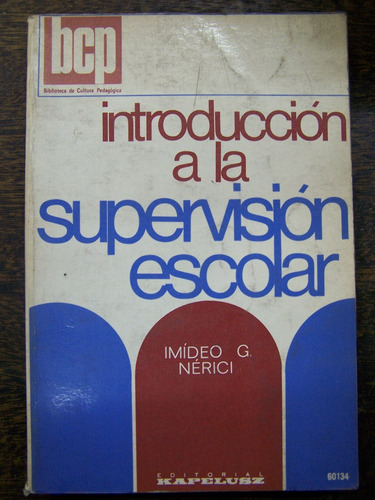 bcp
Biblioteca de Cultura Pedagógica
introducción
a la
supervisión
escolar
IMÍDEO G.
NÉRICI
EDITORIAL
KAPELUSZ
60134